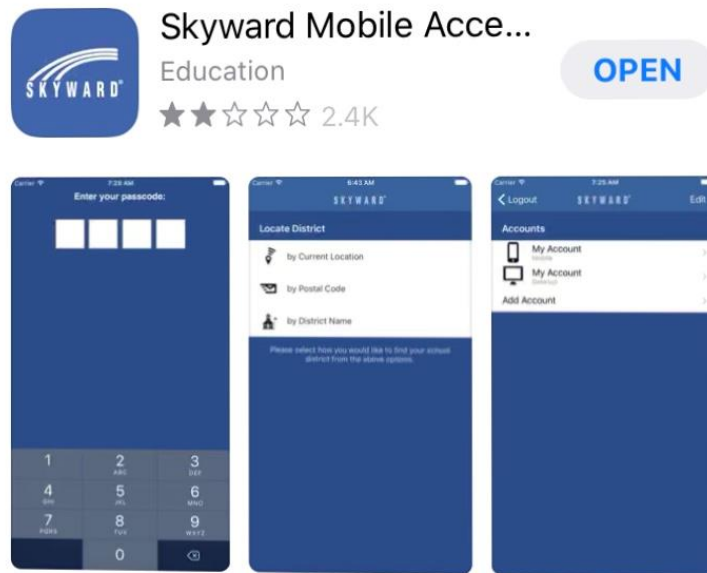 Skyward Mobile Acce...
SKYWARD
Education
OPEN
2.4K
Carrier 7:28 AM
Enter your passcode:
1
2 ABC
3 DEF
4 GHI
5 JKL
6 MNO
7 PQRS
8 TUV
9 WXYZ
0
Carrier 6:43 AM
SKYWARD
Locate District
by Current Location
by Postal Code
by District Name
Please select how you would like to find your school
district from the above options.
Carrier 7:25 AM
Logout SKYWARD Edit
Accounts
My Account
Mobile
My Account
Desktop
Add Account